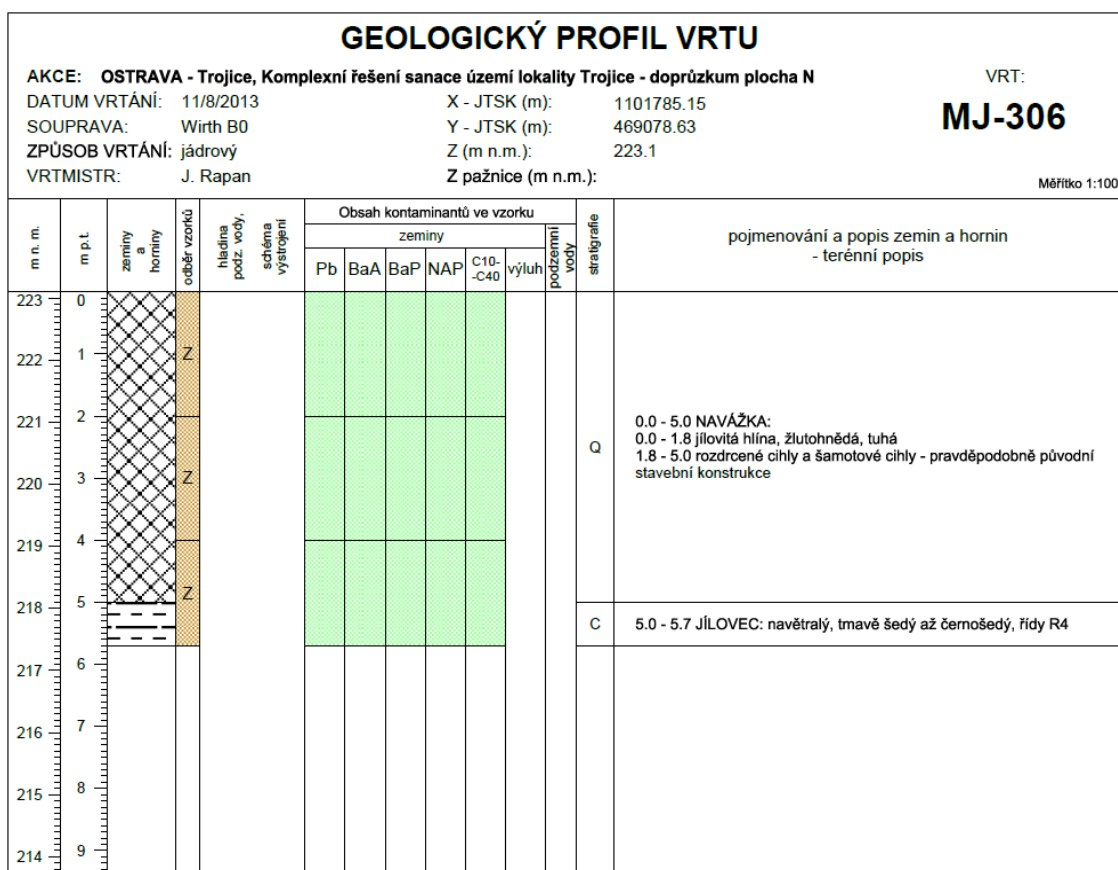 GEOLOGICKÝ PROFIL VRTU
AKCE: OSTRAVA - Trojice, Komplexní řešení sanace území lokality Trojice - doprůzkum plocha N
VRT:
DATUM VRTÁNÍ: 11/8/2013
X - JTSK (m): 1101785.15
MJ-306
SOUPRAVA: Wirth B0
Y - JTSK (m): 469078.63
ZPŮSOB VRTÁNÍ: jádrový
Z (m n.m.): 223.1
VRTMISTR: J. Rapan
Z pažnice (m n.m.):
Měřítko 1:100
m n. m.
m p.t.
zeminy
a
horniny
odběr vzorků
hladina
podz. vody,
schéma
výstrojení
Obsah kontaminantů ve vzorku
zeminy
Pb BaA BaP NAP C10-
-C40 výluh
podzemní
vody
stratigrafie
pojmenování a popis zemin a hornin
- terénní popis
223 0
222 1 Z
221 2
220 3 Z
219 4
218 5 Z
217 6
216 7
215 8
214 9
Q
0.0 - 5.0 NAVÁŽKA:
0.0 - 1.8 jílovitá hlína, žlutohnědá, tuhá
1.8 - 5.0 rozdrcené cihly a šamotové cihly - pravděpodobně původní
stavební konstrukce
C
5.0 - 5.7 JÍLOVEC: navětralý, tmavě šedý až černošedý, řídy R4